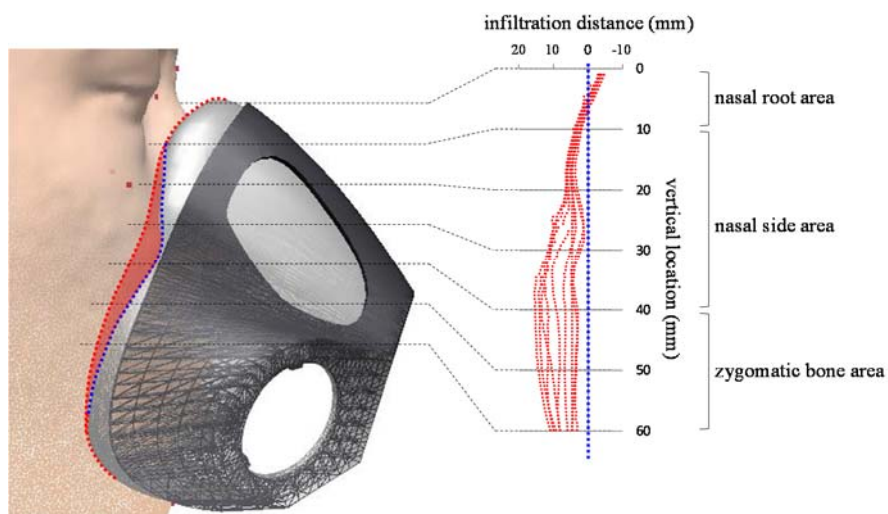 infiltration distance (mm)
20 10 0 -10
0
nasal root area
10
20
nasal side area
vertical location (mm)
30
40
50
zygomatic bone area
60